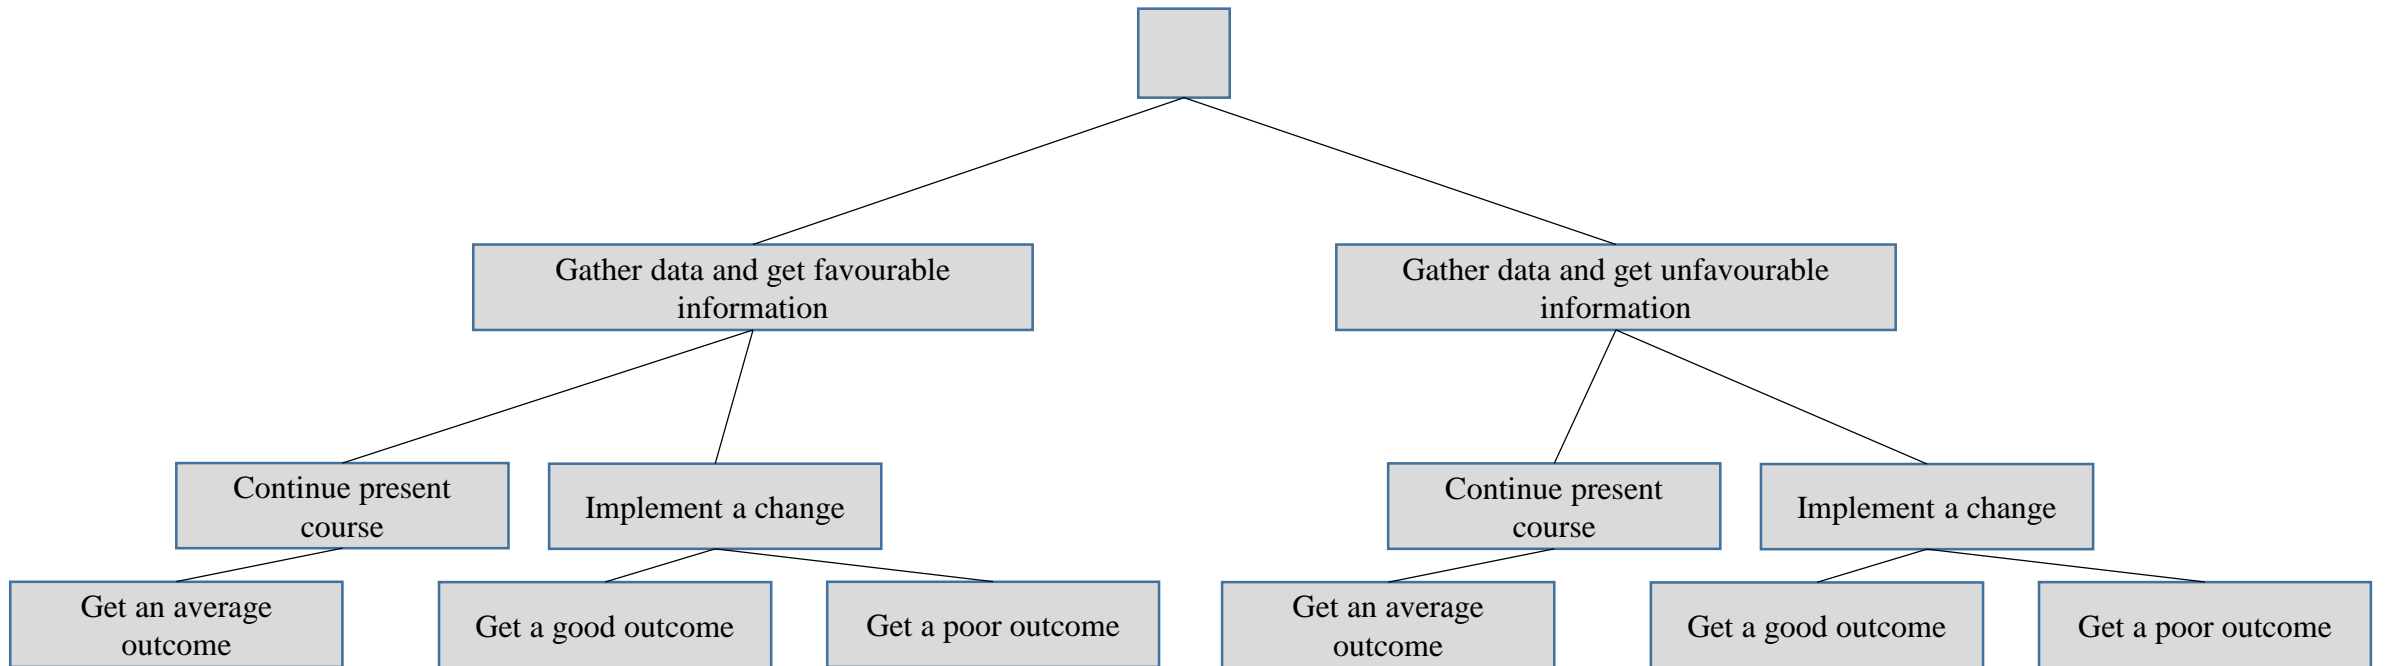 Gather data and get favourable
information
Gather data and get unfavourable
information
Continue present
course
Implement a change
Continue present
course
Implement a change
Get an average
outcome
Get a good outcome
Get a poor outcome
Get an average
outcome
Get a good outcome
Get a poor outcome